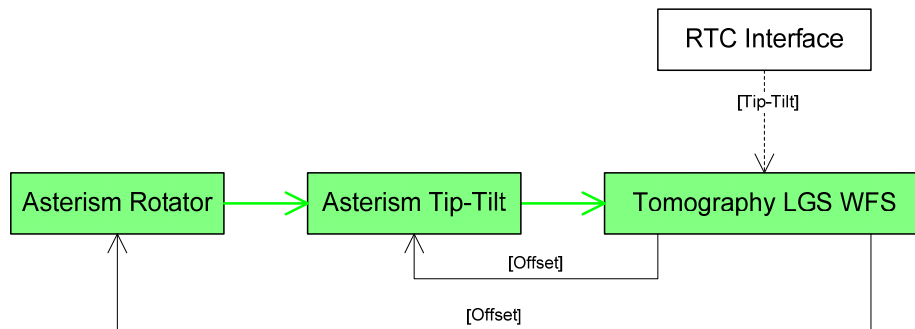 RTC Interface
[Tip-Tilt]
Asterism Rotator
Asterism Tip-Tilt
Tomography LGS WFS
[Offset]
[Offset]